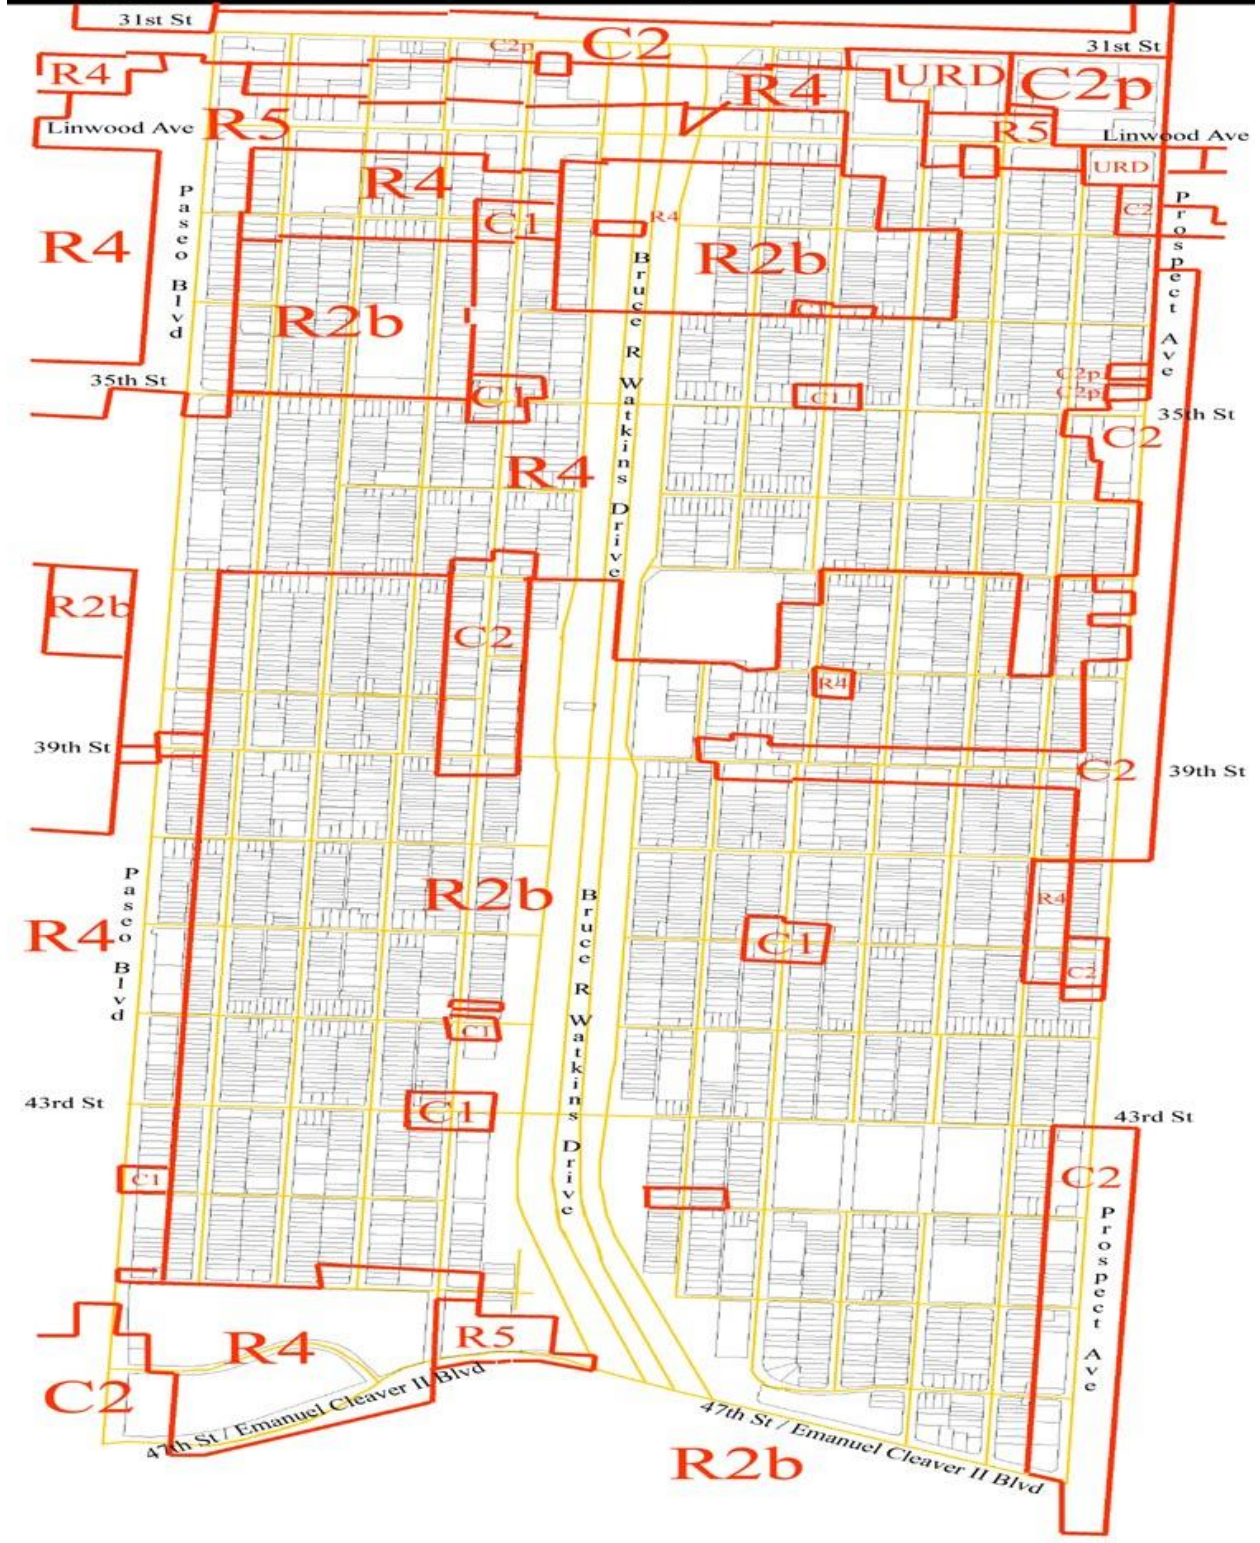 31st St
C2p
C2
31st St
R4
R4
URD
C2p
Linwood Ave
R5
R5
Linwood Ave
URD
R4
Paseo Blvd
C1
R4
C2
Prospect Ave
R4
R2b
Bruce R Watkins Drive
R2b
C1
35th St
C2p
C2p
C1
C1
35th St
C2
R4
R2b
C2
R4
39th St
C2
39th St
Paseo Blvd
R2b
Bruce R Watkins Drive
R4
R4
C1
C2
C1
43rd St
C1
43rd St
C1
C2
Prospect Ave
R4
R5
C2
47th St / Emanuel Cleaver II Blvd
47th St / Emanuel Cleaver II Blvd
R2b